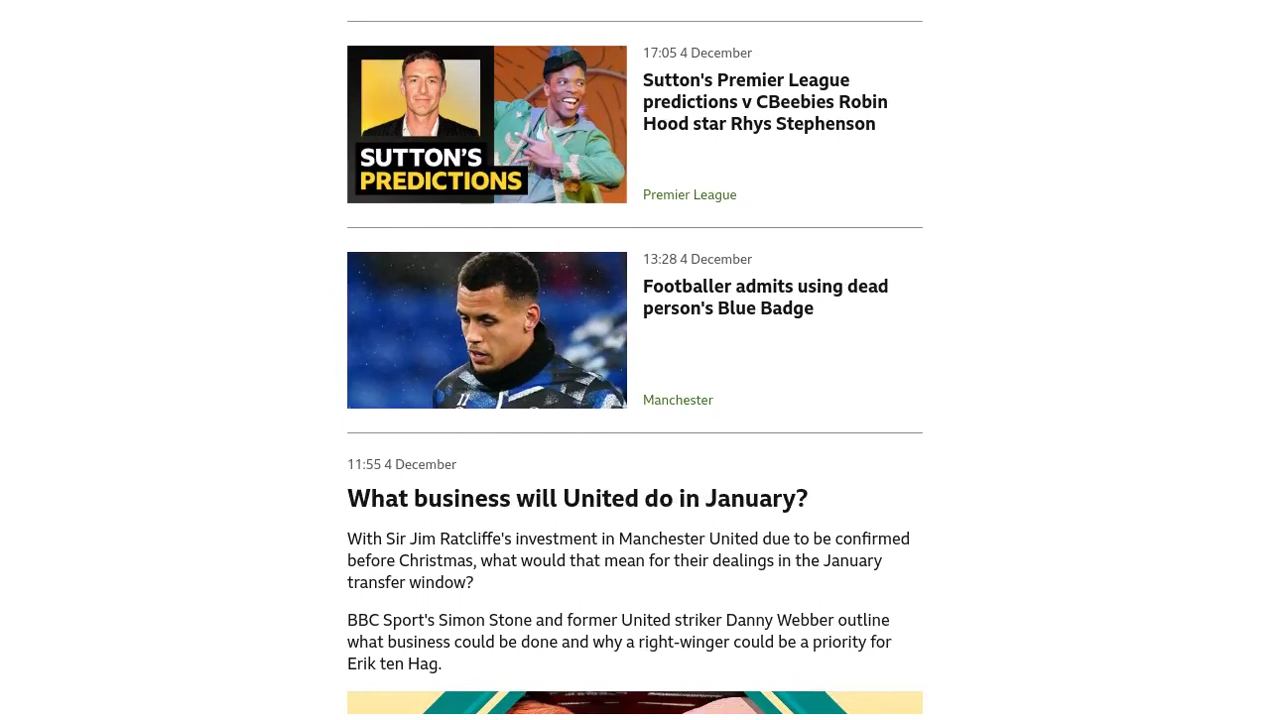 17:05 4 December
Sutton's Premier League
predictions v CBeebies Robin
Hood star Rhys Stephenson
SUTTON'S
PREDICTIONS
Premier League
13:28 4 December
Footballer admits using dead
person's Blue Badge
11
Manchester
11:55 4 December
What business will United do in January?
With Sir Jim Ratcliffe's investment in Manchester United due to be confirmed
before Christmas, what would that mean for their dealings in the January
transfer window?
BBC Sport's Simon Stone and former United striker Danny Webber outline
what business could be done and why a right-winger could be a priority for
Erik ten Hag.